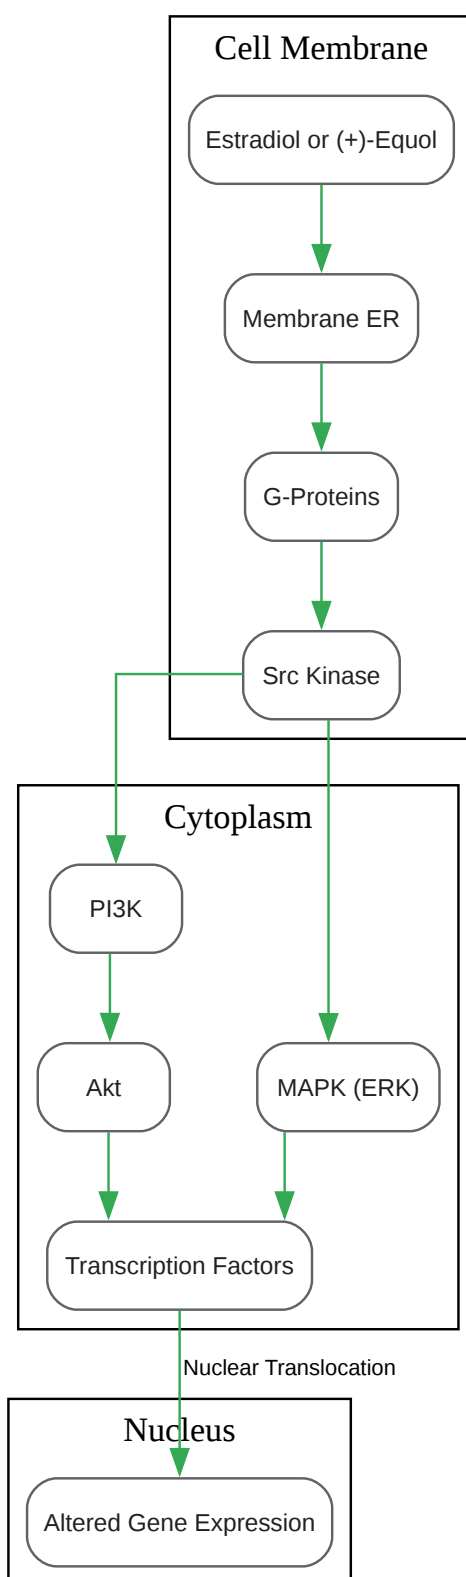 Cell Membrane
Estradiol or (+)-Equol
Membrane ER
G-Proteins
Src Kinase
Cytoplasm
PI3K
Akt
MAPK (ERK)
Transcription Factors
Nuclear Translocation
Nucleus
Altered Gene Expression